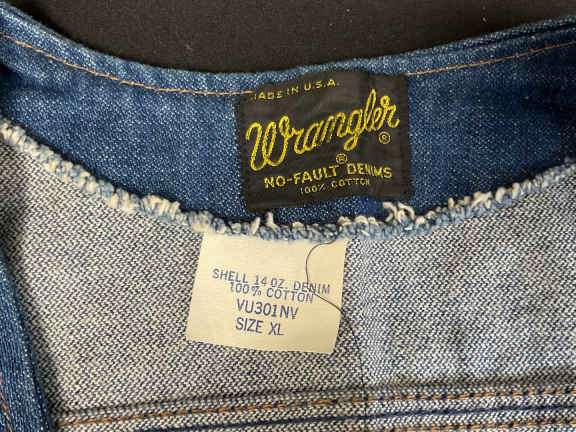 MADE IN U.S.A.
Wrangler®
®
NO-FAULT DENIMS
100% COTTON
SHELL 14 OZ. DENIM
100% COTTON
VU301NV
SIZE XL